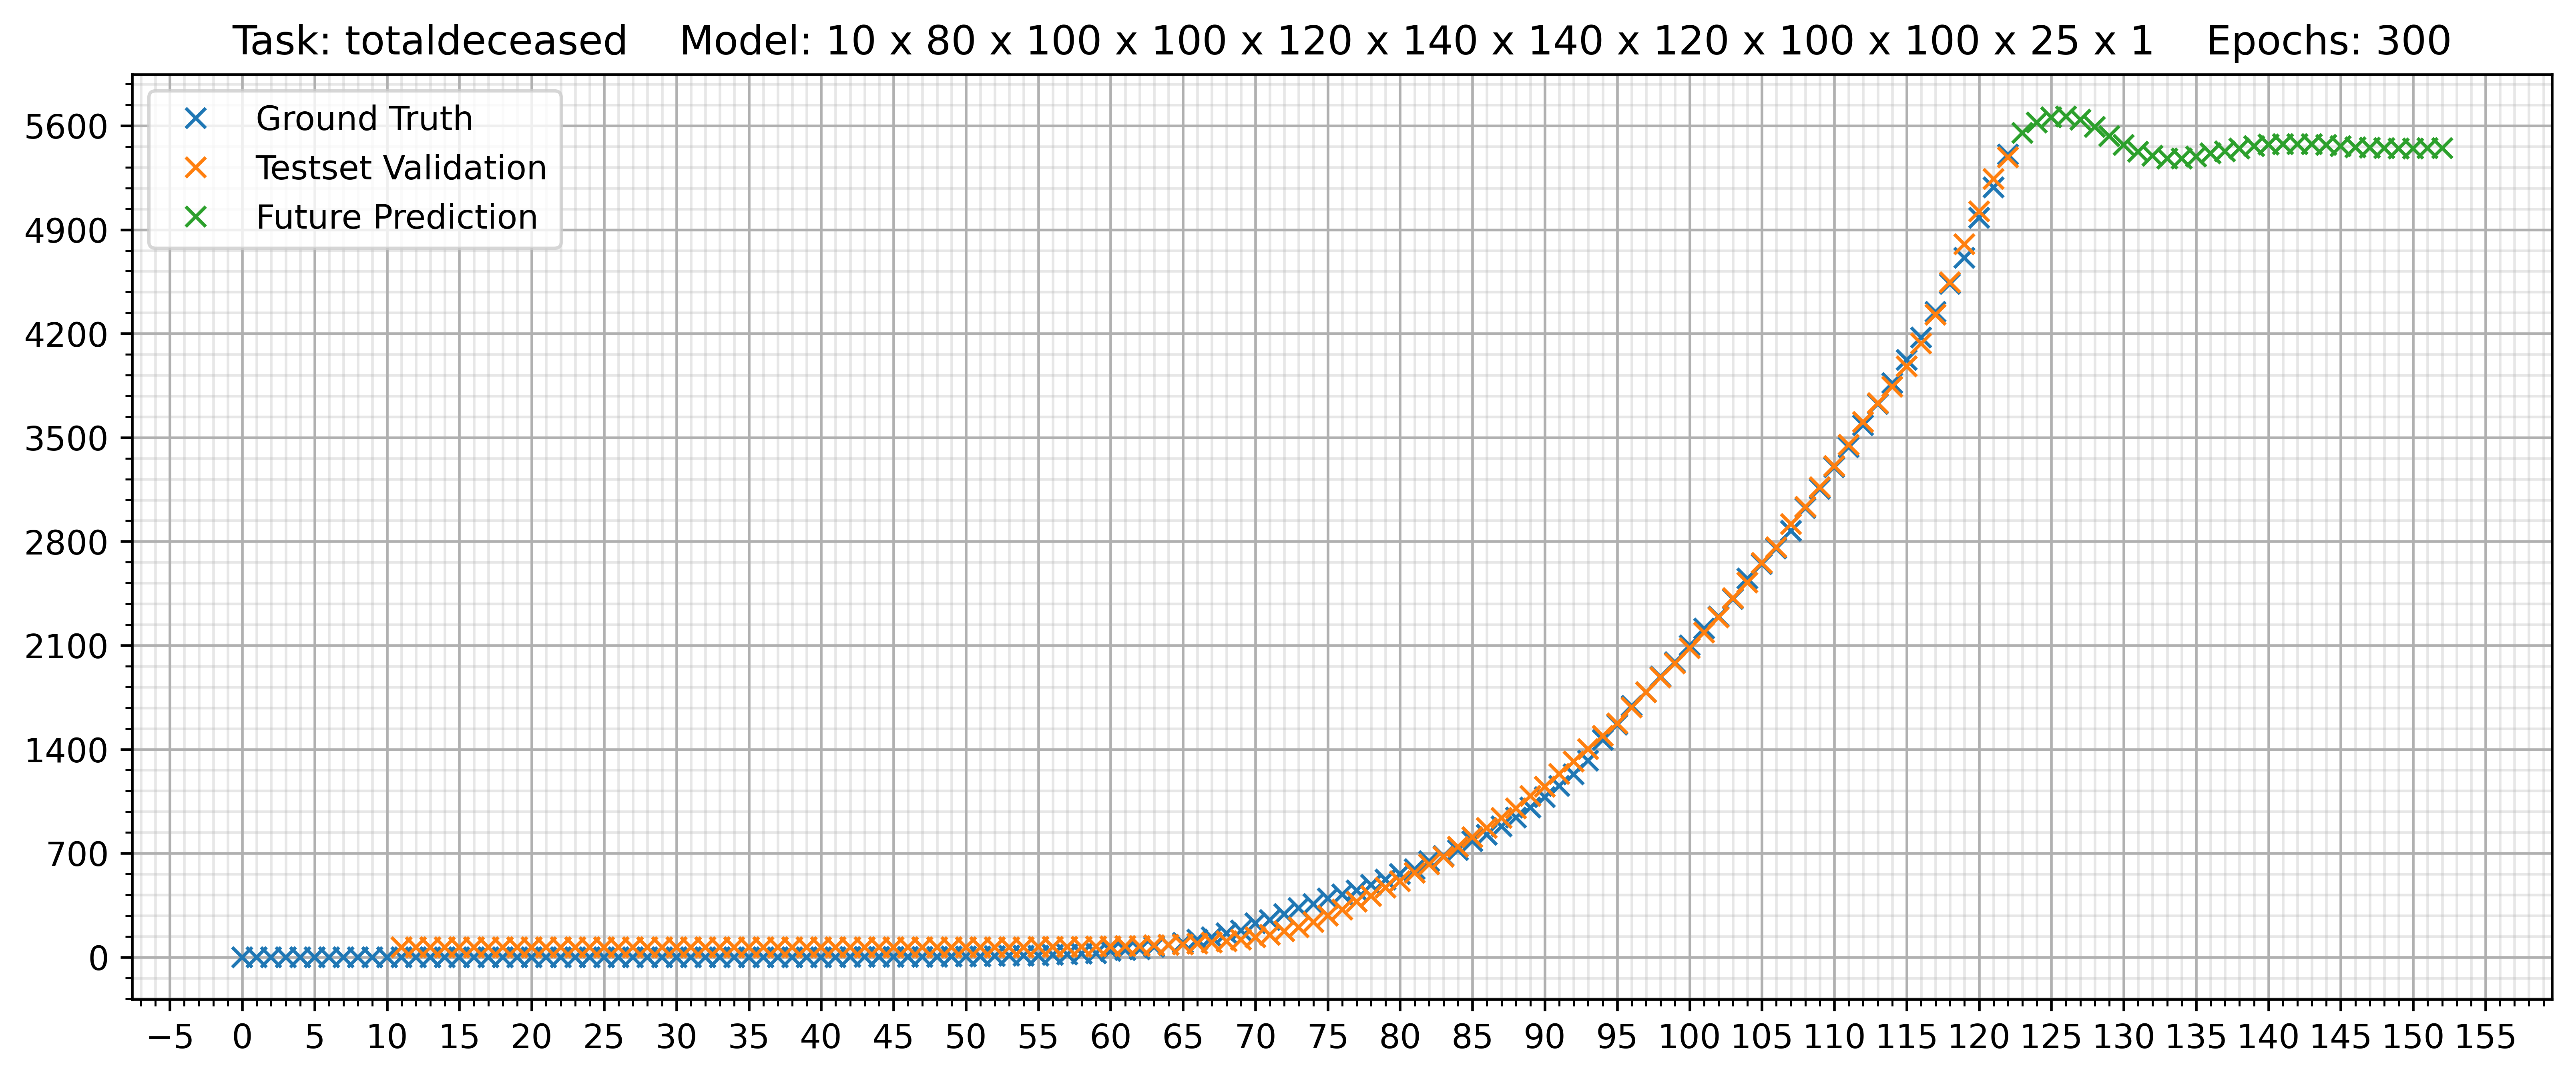 Task: totaldeceased    Model: 10 x 80 x 100 x 100 x 120 x 140 x 140 x 120 x 100 x 100 x 25 x 1    Epochs: 300
Ground Truth
Testset Validation
Future Prediction
5600
4900
4200
3500
2800
2100
1400
700
0
−5 0 5 10 15 20 25 30 35 40 45 50 55 60 65 70 75 80 85 90 95 100 105 110 115 120 125 130 135 140 145 150 155